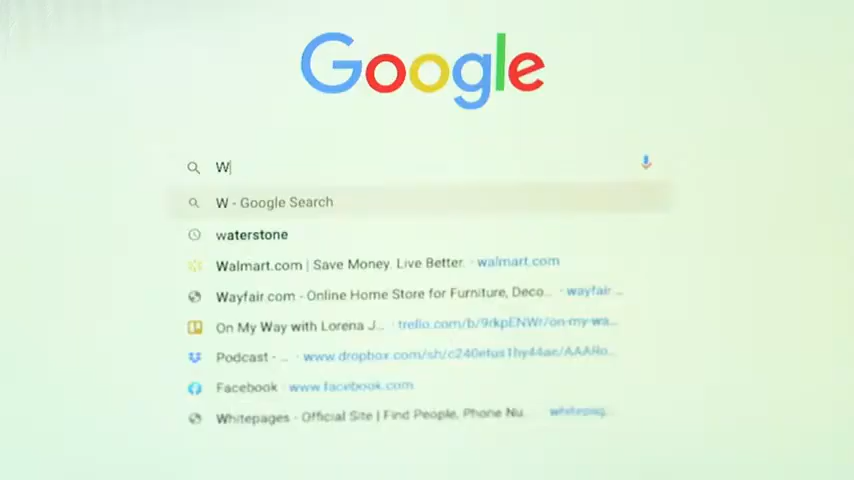 Google
W
W - Google Search
waterstone
Walmart.com | Save Money. Live Better. · walmart.com
Wayfair.com - Online Home Store for Furniture, Deco... · wayfair ...
On My Way with Lorena J... · trello.com/b/9rkpENWr/on-my-wa...
Podcast - ... · www.dropbox.com/sh/
Facebook · www.facebook.com
Whitepages - Official Site | Find People, Phone Nu... whitepag...